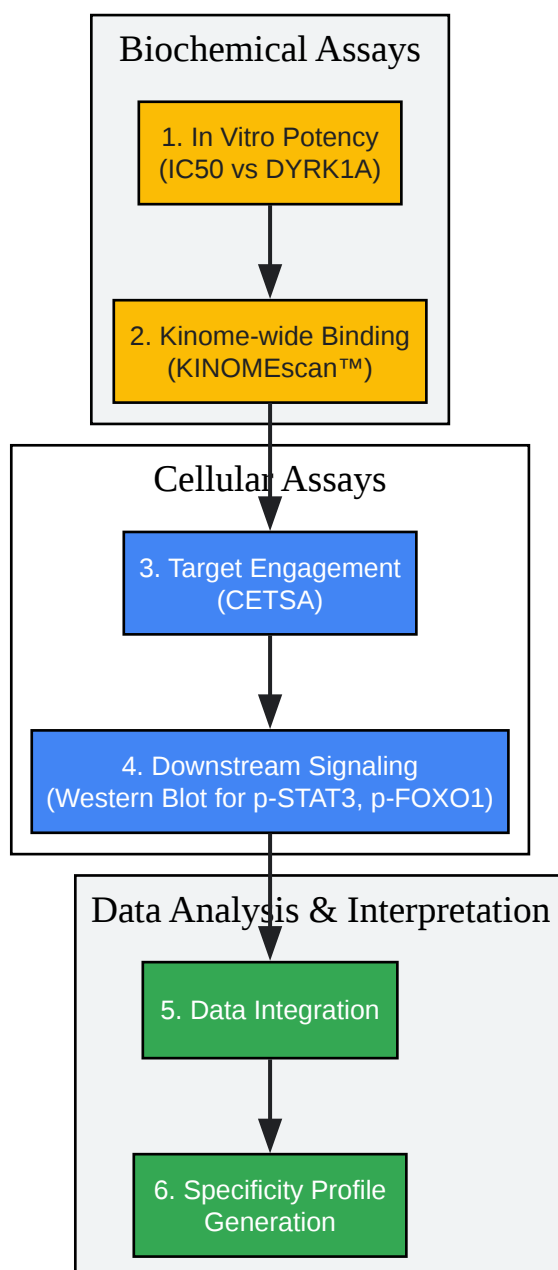 Biochemical Assays
1. In Vitro Potency
(IC50 vs DYRK1A)
2. Kinome-wide Binding
(KINOMEscan™)
Cellular Assays
3. Target Engagement
(CETSA)
4. Downstream Signaling
(Western Blot for p-STAT3, p-FOXO1)
Data Analysis & Interpretation
5. Data Integration
6. Specificity Profile
Generation